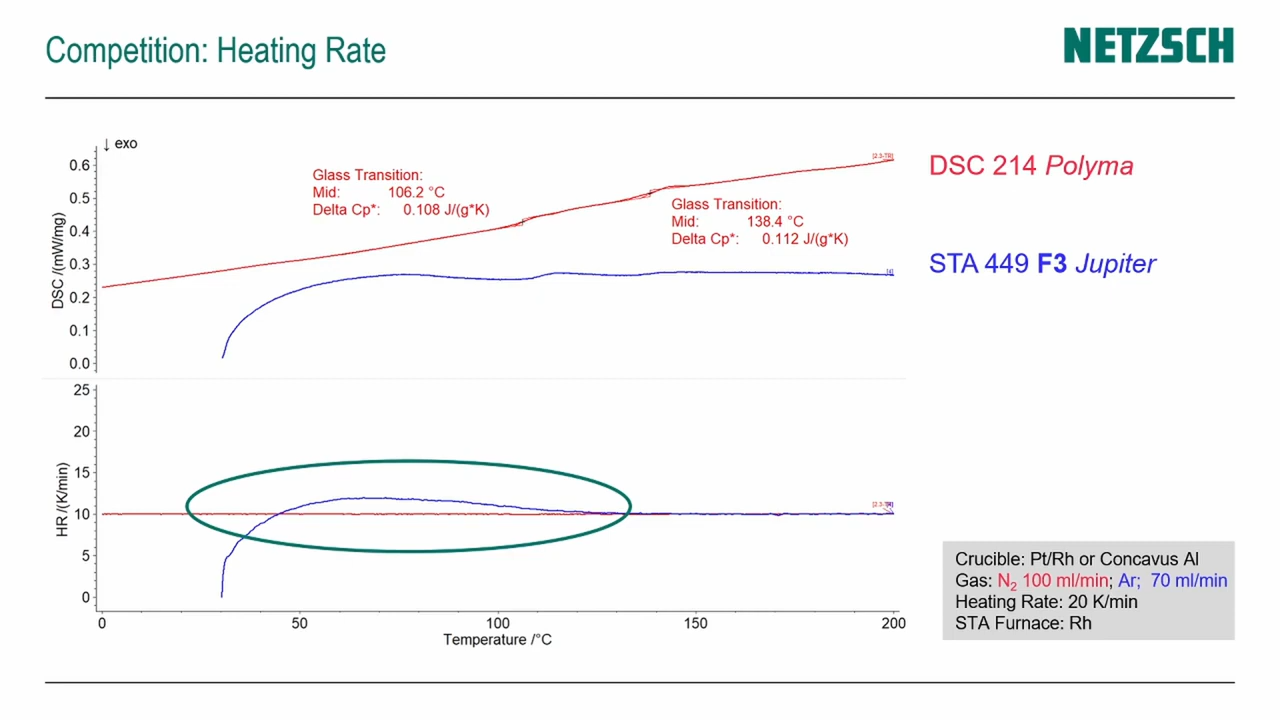 Competition: Heating Rate
NETZSCH
↓ exo
DSC /(mW/mg)
0.6
0.5
0.4
0.3
0.2
0.1
0.0
Glass Transition:
Mid: 106.2 °C
Delta Cp*: 0.108 J/(g*K)
Glass Transition:
Mid: 138.4 °C
Delta Cp*: 0.112 J/(g*K)
[4]
DSC 214 Polyma
STA 449 F3 Jupiter
HR /(K/min)
25
20
15
10
5
0
0 50 100 150 200
Temperature /°C
Crucible: Pt/Rh or Concavus Al
Gas: N₂ 100 ml/min; Ar; 70 ml/min
Heating Rate: 20 K/min
STA Furnace: Rh